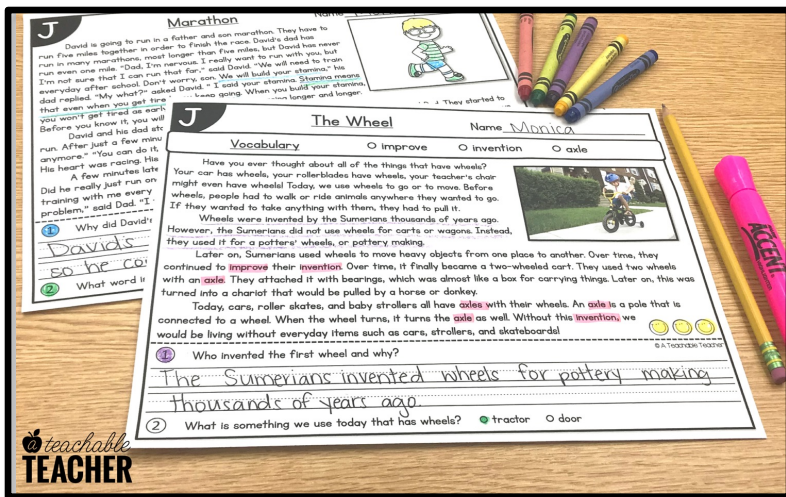 J
Marathon
David is going to run in a father and son marathon. They have to
run five miles together in order to finish the race. David's dad has
run in many marathons, most longer than five miles, but David has never
run even one mile. "Dad, I'm nervous. I really want to run with you, but
I'm not sure that I can run that far," said David. "We will need to train
everyday after school. Don't worry, son. We will build your stamina," his
dad replied. "My what?" asked David. "I said your stamina. Stamina means
that even when you get tire keep going. When you build your stamina,
you won't get tired as earl longer and longer.
Before you know it, you will They started to
David and his dad sta
run. After just a few minu
anymore." "You can do it,
His heart was racing. His
A few minutes late
Did he really just run on
training with me every
problem," said Dad. "I
1 Why did David's
David's
so he co
2 What word i
J
The Wheel
Name Monica
Vocabulary O improve O invention O axle
Have you ever thought about all of the things that have wheels?
Your car has wheels, your rollerblades have wheels, your teacher's chair
might even have wheels! Today, we use wheels to go or to move. Before
wheels, people had to walk or ride animals anywhere they wanted to go.
If they wanted to take anything with them, they had to pull it.
Wheels were invented by the Sumerians thousands of years ago.
However, the Sumerians did not use wheels for carts or wagons. Instead,
they used it for a potters' wheels, or pottery making.
Later on, Sumerians used wheels to move heavy objects from one place to another. Over time, they
continued to improve their invention. Over time, it finally became a two-wheeled cart. They used two wheels
with an axle. They attached it with bearings, which was almost like a box for carrying things. Later on, this was
turned into a chariot that would be pulled by a horse or donkey.
Today, cars, roller skates, and baby strollers all have axles with their wheels. An axle is a pole that is
connected to a wheel. When the wheel turns, it turns the axle as well. Without this invention, we
would be living without everyday items such as cars, strollers, and skateboards!
© A Teachable Teacher
1 Who invented the first wheel and why?
The Sumerians invented wheels for pottery making
thousands of years ago.
2 What is something we use today that has wheels? tractor O door
ACCENT
a teachable
TEACHER